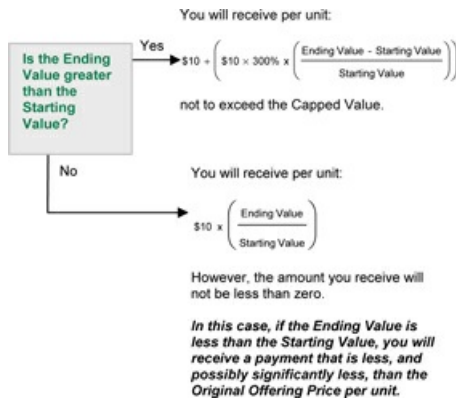 You will receive per unit:
Is the Ending
Value greater
than the
Starting
Value?
Yes
$10 + ( $10 × 300% x ( Ending Value - Starting Value
Starting Value ) )
not to exceed the Capped Value.
No
You will receive per unit:
$10 x ( Ending Value
Starting Value )
However, the amount you receive will
not be less than zero.
In this case, if the Ending Value is
less than the Starting Value, you will
receive a payment that is less, and
possibly significantly less, than the
Original Offering Price per unit.